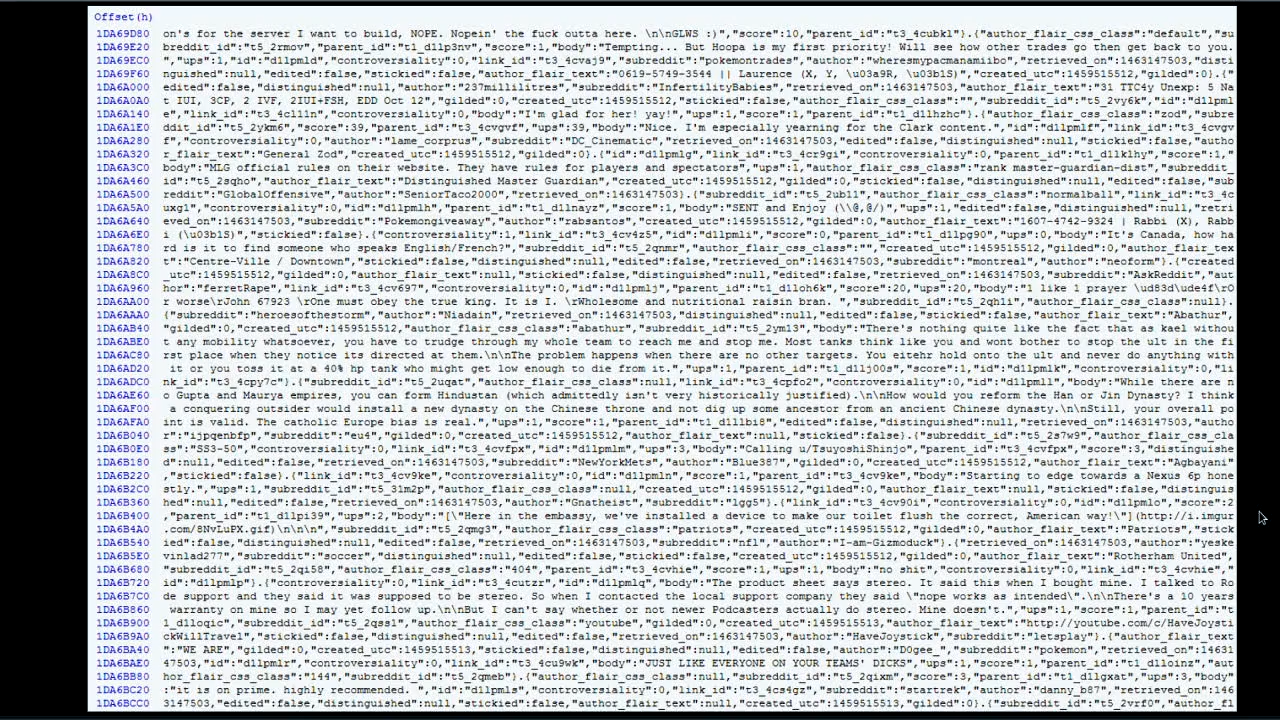 Offset(h)
1DA69D80 on's for the server I want to build, NOPE. Nopein' the fuck outta here. \n\nGLWS :)","score":10,"parent_id":"t3_4cubkl"}.{"author_flair_css_class":"default","su
1DA69E20 breddit_id":"t5_2rmov","parent_id":"t1_d1lp3nv","score":1,"body":"Tempting... But Hoopa is my first priority! Will see how other trades go then get back to you.
1DA69EC0 ","ups":1,"id":"d1lpmld","controversiality":0,"link_id":"t3_4cvaj9","retrieved_on":1463147503,"subreddit":"pokemontrades","author":"wheresmypacmanamiibo","created_utc":1459515512,"disti
1DA69F60 nguished":null,"edited":false,"stickied":false,"author_flair_text":"0619-5749-3544 || Laurence (X, Y, \u03a9R, \u03b1S)","created_utc":1459515512,"gilded":0}.{"
1DA6A000 edited":false,"distinguished":null,"author":"237millilitres","subreddit":"InfertilityBabies","retrieved_on":1463147503,"author_flair_text":"31 TTC4y Unexp: 5 Na
1DA6A0A0 t IUI, 3CP, 2 IVF, 2IUI+FSH, EDD Oct 12","gilded":0,"created_utc":1459515512,"stickied":false,"author_flair_css_class":"","subreddit_id":"t5_2vy6k","id":"d1lpml
1DA6A140 e","link_id":"t3_4cl11n","controversiality":0,"body":"I'm glad for her! yay!","ups":1,"score":1,"parent_id":"t1_d1lhzhc"}.{"author_flair_css_class":"zod","subre
1DA6A1E0 ddit_id":"t5_2ykm6","score":39,"parent_id":"t3_4cvgvf","ups":39,"body":"Nice. I'm especially yearning for the Clark content.","id":"d1lpmlf","link_id":"t3_4cvgv
1DA6A280 f","controversiality":0,"author":"lame_corprus","subreddit":"DC_Cinematic","retrieved_on":1463147503,"edited":false,"distinguished":null,"stickied":false,"autho
1DA6A320 r_flair_text":"General Zod","created_utc":1459515512,"gilded":0}.{"id":"d1lpmlg","link_id":"t3_4cr9gi","controversiality":0,"parent_id":"t1_d1lklhy","score":1,"
1DA6A3C0 body":"MLG official rules on their website. They have rules for players and spectators","ups":1,"author_flair_css_class":"rank master-guardian-dist","subreddit_
1DA6A460 id":"t5_2sqho","author_flair_text":"Distinguished Master Guardian","created_utc":1459515512,"gilded":0,"stickied":false,"distinguished":null,"edited":false,"sub
1DA6A500 reddit":"GlobalOffensive","author":"SeniorTaco2000","retrieved_on":1463147503}.{"subreddit_id":"t5_2ub11","author_flair_css_class":"normalball","link_id":"t3_4c
1DA6A5A0 uxg1","controversiality":0,"id":"d1lpmlh","parent_id":"t1_d1lnayz","score":1,"body":"SENT and Enjoy (\\@,@/)","ups":1,"edited":false,"distinguished":null,"retri
1DA6A640 eved_on":1463147503,"subreddit":"Pokemongiveaway","author":"rabsantos","created_utc":1459515512,"gilded":0,"author_flair_text":"1607-4742-9324 | Rabbi (X), Rabb
1DA6A6E0 i (\u03b1S)","stickied":false}.{"controversiality":1,"link_id":"t3_4cv4z5","id":"d1lpmli","parent_id":"t1_d1lpg90","ups":0,"body":"It's Canada, how ha
1DA6A780 rd is it to find someone who speaks English/French?","subreddit_id":"t5_2qnmr","author_flair_css_class":"","created_utc":1459515512,"gilded":0,"author_flair_tex
1DA6A820 t":"Centre-Ville / Downtown","stickied":false,"distinguished":null,"edited":false,"retrieved_on":1463147503,"subreddit":"montreal","author":"neoform"}.{"created
1DA6A8C0 _utc":1459515512,"gilded":0,"author_flair_text":null,"stickied":false,"distinguished":null,"edited":false,"retrieved_on":1463147503,"subreddit":"AskReddit","aut
1DA6A960 hor":"ferretRape","link_id":"t3_4cv697","controversiality":0,"id":"d1lpmlj","parent_id":"t1_d1loh6k","score":20,"ups":20,"body":"1 like 1 prayer \ud83d\ude4f\rO
1DA6AA00 r worse\rJohn 67923 \rOne must obey the true king. It is I. \rWholesome and nutritional raisin bran. ","subreddit_id":"t5_2qh1i","author_flair_css_class":null}.
1DA6AAA0 {"subreddit":"heroesofthestorm","author":"Niadain","retrieved_on":1463147503,"distinguished":null,"edited":false,"stickied":false,"author_flair_text":"Abathur",
1DA6AB40 "gilded":0,"created_utc":1459515512,"author_flair_css_class":"abathur","subreddit_id":"t5_2ym13","body":"There's nothing quite like the fact that as kael withou
1DA6ABE0 t any mobility whatsoever, you have to trudge through my whole team to reach me and stop me. Most tanks think like you and wont bother to stop the ult in the fi
1DA6AC80 rst place when they notice its directed at them.\n\nThe problem happens when there are no other targets. You eitehr hold onto the ult and never do anything with
1DA6AD20 it or you toss it at a 40% hp tank who might get low enough to die from it.","ups":1,"score":1,"parent_id":"t1_d1lj00s","id":"d1lpmlk","controversiality":0,"li
1DA6ADC0 nk_id":"t3_4cpy7c"}.{"subreddit_id":"t5_2uqat","author_flair_css_class":null,"link_id":"t3_4cpfo2","controversiality":0,"id":"d1lpmll","body":"While there are n
1DA6AE60 o Gupta and Maurya empires, you can form Hindustan (which admittedly isn't very historically justified).\n\nHow would you reform the Han or Jin Dynasty? I think
1DA6AF00 a conquering outsider would install a new dynasty on the Chinese throne and not dig up some ancestor from an ancient Chinese dynasty.\n\nStill, your overall po
1DA6AFA0 int is valid. The catholic Europe bias is real.","ups":1,"score":1,"parent_id":"t1_d1lbi8","edited":false,"distinguished":null,"retrieved_on":1463147503,"autho
1DA6B040 r":"ijpqenbfp","subreddit":"eu4","gilded":0,"created_utc":1459515512,"author_flair_text":null,"stickied":false}.{"subreddit_id":"t5_2s7w9","author_flair_css_cla
1DA6B0E0 ss":"SS3-50","controversiality":0,"link_id":"t3_4cvfpx","id":"d1lpmlm","ups":3,"body":"Calling u/TsuyoshiShinjo","parent_id":"t3_4cvfpx","score":3,"distinguishe
1DA6B180 d":null,"edited":false,"retrieved_on":1463147503,"subreddit":"NewYorkMets","author":"Blue387","gilded":0,"created_utc":1459515512,"author_flair_text":"Agbayani"
1DA6B220 ,"stickied":false}.{"link_id":"t3_4cv9ke","controversiality":0,"id":"d1lpmln","score":1,"parent_id":"t3_4cv9ke","ups":1,"body":"Starting to edge towards a Nexus 6p hone
1DA6B2C0 stly.","ups":1,"subreddit_id":"t5_31m2p","author_flair_css_class":null,"created_utc":1459515512,"gilded":0,"author_flair_text":null,"stickied":false,"distinguis
1DA6B360 hed":null,"edited":false,"retrieved_on":1463147503,"author":"Gnatheist","subreddit":"lgg5"}.{"link_id":"t3_4cv90i","controversiality":0,"id":"d1lpmlo","score":2
1DA6B400 ,"parent_id":"t1_d1lpi39","ups":2,"body":"[\"Here in the embassy, we've installed a device to make our toilet flush the correct, American way!\"](http://i.imgur
1DA6B4A0 .com/8NvLuPX.gif)\n\n\n","subreddit_id":"t5_2qmg3","author_flair_css_class":"patriots","created_utc":1459515512,"gilded":0,"author_flair_text":"Patriots","stick
1DA6B540 ied":false,"distinguished":null,"edited":false,"retrieved_on":1463147503,"subreddit":"nfl","author":"I-am-Gizmoduck"}.{"retrieved_on":1463147503,"author":"yeske
1DA6B5E0 vinlad277","subreddit":"soccer","distinguished":null,"edited":false,"stickied":false,"created_utc":1459515512,"gilded":0,"author_flair_text":"Rotherham United",
1DA6B680 "subreddit_id":"t5_2qi58","author_flair_css_class":"404","parent_id":"t3_4cvhie","score":1,"ups":1,"body":"no shit","controversiality":0,"link_id":"t3_4cvhie","
1DA6B720 id":"d1lpmlp"}.{"controversiality":0,"link_id":"t3_4cutzr","id":"d1lpmlq","body":"The product sheet says stereo. It said this when I bought mine. I talked to Ro
1DA6B7C0 de support and they said it was supposed to be stereo. So when I contacted the local support company they said \"nope works as intended\".\n\nThere's a 10 years
1DA6B860 warranty on mine so I may yet follow up.\n\nBut I can't say whether or not newer Podcasters actually do stereo. Mine doesn't.","ups":1,"score":1,"parent_id":"t
1DA6B900 1_d1loqic","subreddit_id":"t5_2qss1","author_flair_css_class":"youtube","gilded":0,"created_utc":1459515513,"author_flair_text":"http://youtube.com/c/HaveJoysti
1DA6B9A0 ckWillTravel","stickied":false,"distinguished":null,"edited":false,"retrieved_on":1463147503,"author":"HaveJoystick","subreddit":"letsplay"}.{"author_flair_text
1DA6BA40 ":"WE ARE","gilded":0,"created_utc":1459515513,"stickied":false,"distinguished":null,"edited":false,"author":"D0gee_","subreddit":"pokemon","retrieved_on":14631
1DA6BAE0 47503,"id":"d1lpmlr","controversiality":0,"link_id":"t3_4cu9wk","body":"JUST LIKE EVERYONE ON YOUR TEAMS' DICKS","ups":1,"score":1,"parent_id":"t1_d1loinz","aut
1DA6BB80 hor_flair_css_class":"144","subreddit_id":"t5_2qmeb"}.{"author_flair_css_class":null,"subreddit_id":"t5_2qixm","score":3,"parent_id":"t1_d1lgxat","ups":3,"body"
1DA6BC20 :"it is on prime. highly recommended. ","id":"d1lpmls","controversiality":0,"link_id":"t3_4cs4gz","subreddit":"startrek","author":"danny_b87","retrieved_on":146
1DA6BCC0 3147503,"edited":false,"distinguished":null,"stickied":false,"author_flair_text":null,"created_utc":1459515513,"gilded":0}.{"subreddit_id":"t5_2vrf0","author_fl